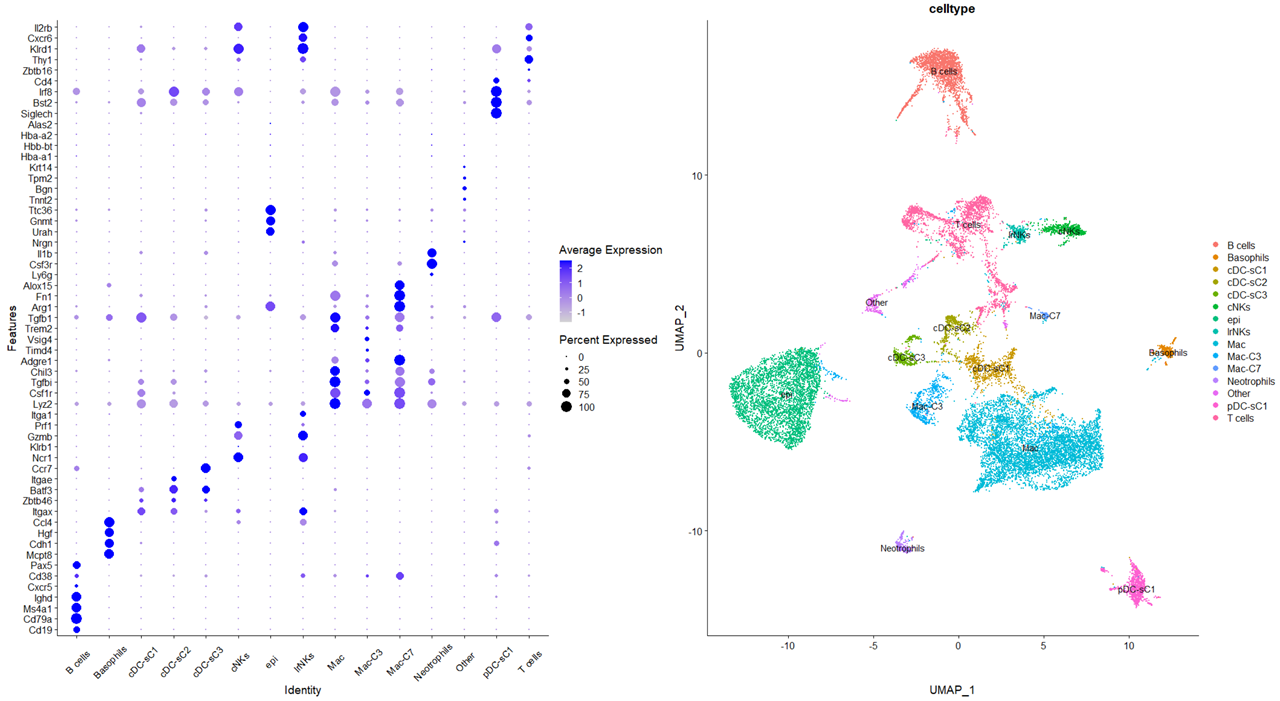 celltype
Il2rb
Cxcr6
Klrd1
Thy1
Zbtb16
Cd4
Irf8
Bst2
Siglech
Alas2
Hba-a2
Hbb-bt
Hba-a1
Krt14
Tpm2
Bgn
Tnnt2
Ttc36
Gnmt
Urah
Nrgn
Il1b
Csf3r
Ly6g
Alox15
Fn1
Arg1
Tgfb1
Trem2
Vsig4
Timd4
Adgre1
Chil3
Tgfbi
Csf1r
Lyz2
Itga1
Prf1
Gzmb
Klrb1
Ncr1
Ccr7
Itgae
Batf3
Zbtb46
Itgax
Ccl4
Hgf
Cdh1
Mcpt8
Pax5
Cd38
Cxcr5
Ighd
Ms4a1
Cd79a
Cd19
Features
B cells
Basophils
cDC-sC1
cDC-sC2
cDC-sC3
cNKs
epi
IrNKs
Mac
Mac-C3
Mac-C7
Neotrophils
Other
pDC-sC1
T cells
Identity
Average Expression
2
1
0
-1
Percent Expressed
0
25
50
75
100
UMAP_2
10
0
-10
B cells
T cells
IrNKs
cNKs
Other
Mac-C7
cDC-sC2
Basophils
cDC-sC3
cDC-sC1
epi
Mac-C3
Mac
Neotrophils
pDC-sC1
-10
-5
0
5
10
UMAP_1
B cells
Basophils
cDC-sC1
cDC-sC2
cDC-sC3
cNKs
epi
IrNKs
Mac
Mac-C3
Mac-C7
Neotrophils
Other
pDC-sC1
T cells